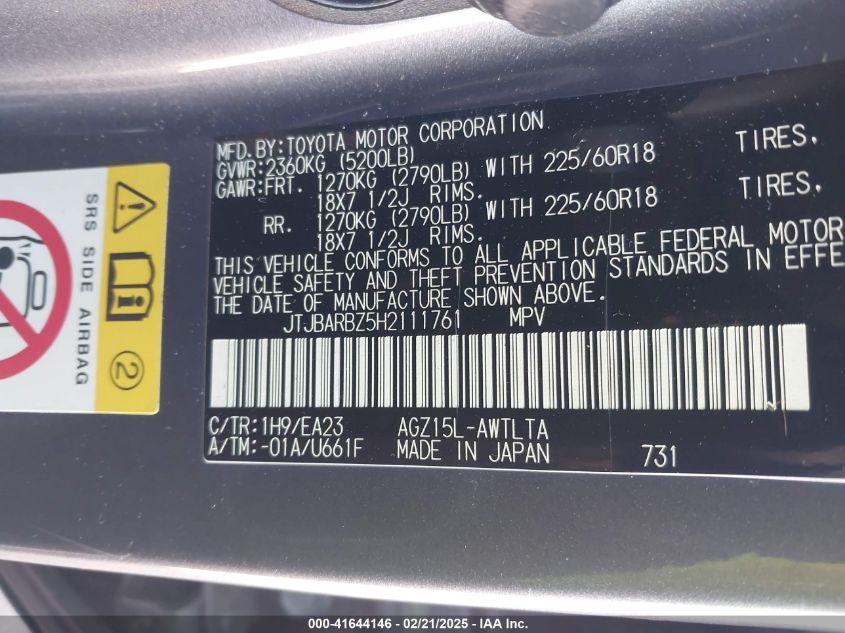 MFD.BY:TOYOTA MOTOR CORPORATION
GVWR:2360KG (5200LB)
GAWR:FRT. 1270KG (2790LB) WITH 225/60R18 TIRES,
18X7 1/2J RIMS.
RR. 1270KG (2790LB) WITH 225/60R18 TIRES,
18X7 1/2J RIMS.
THIS VEHICLE CONFORMS TO ALL APPLICABLE FEDERAL MOTOR
VEHICLE SAFETY AND THEFT PREVENTION STANDARDS IN EFFE
THE DATE OF MANUFACTURE SHOWN ABOVE.
JTJBARBZ5H2111761 MPV
C/TR:1H9/EA23 AGZ15L-AWTLTA
A/TM:-01A/U661F MADE IN JAPAN 731
SRS SIDE AIRBAG
2
000-41644146 - 02/21/2025 - IAA Inc.